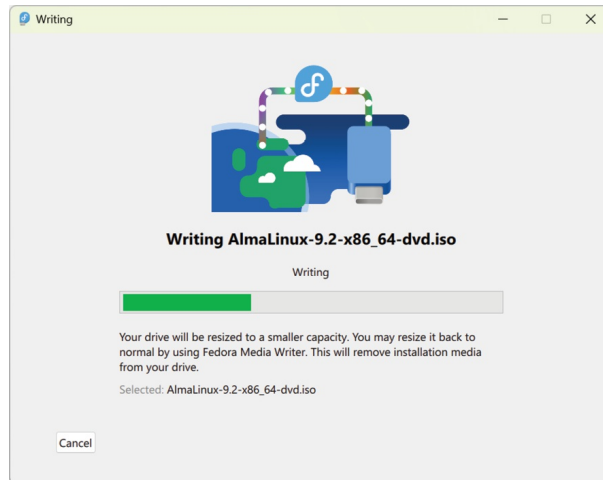 Writing
Writing AlmaLinux-9.2-x86_64-dvd.iso
Writing
Your drive will be resized to a smaller capacity. You may resize it back to
normal by using Fedora Media Writer. This will remove installation media
from your drive.
Selected: AlmaLinux-9.2-x86_64-dvd.iso
Cancel